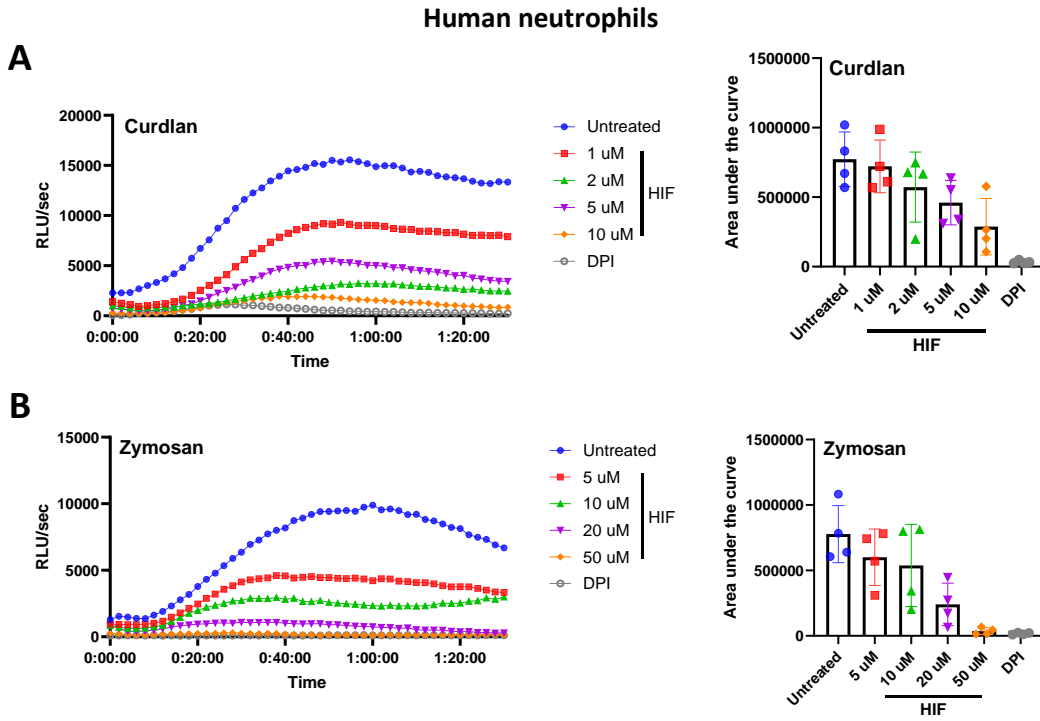 Human neutrophils
A
Curdlan
RLU/sec
20000
15000
10000
5000
0
0:00:00
0:20:00
0:40:00
1:00:00
1:20:00
Time
Untreated
1 uM
2 uM
5 uM
10 uM
DPI
HIF
Curdlan
Area under the curve
1500000
1000000
500000
0
Untreated
1 uM
2 uM
5 uM
10 uM
DPI
HIF
B
Zymosan
RLU/sec
15000
10000
5000
0
0:00:00
0:20:00
0:40:00
1:00:00
1:20:00
Time
Untreated
5 uM
10 uM
20 uM
50 uM
DPI
HIF
Zymosan
Area under the curve
1500000
1000000
500000
0
Untreated
5 uM
10 uM
20 uM
50 uM
DPI
HIF